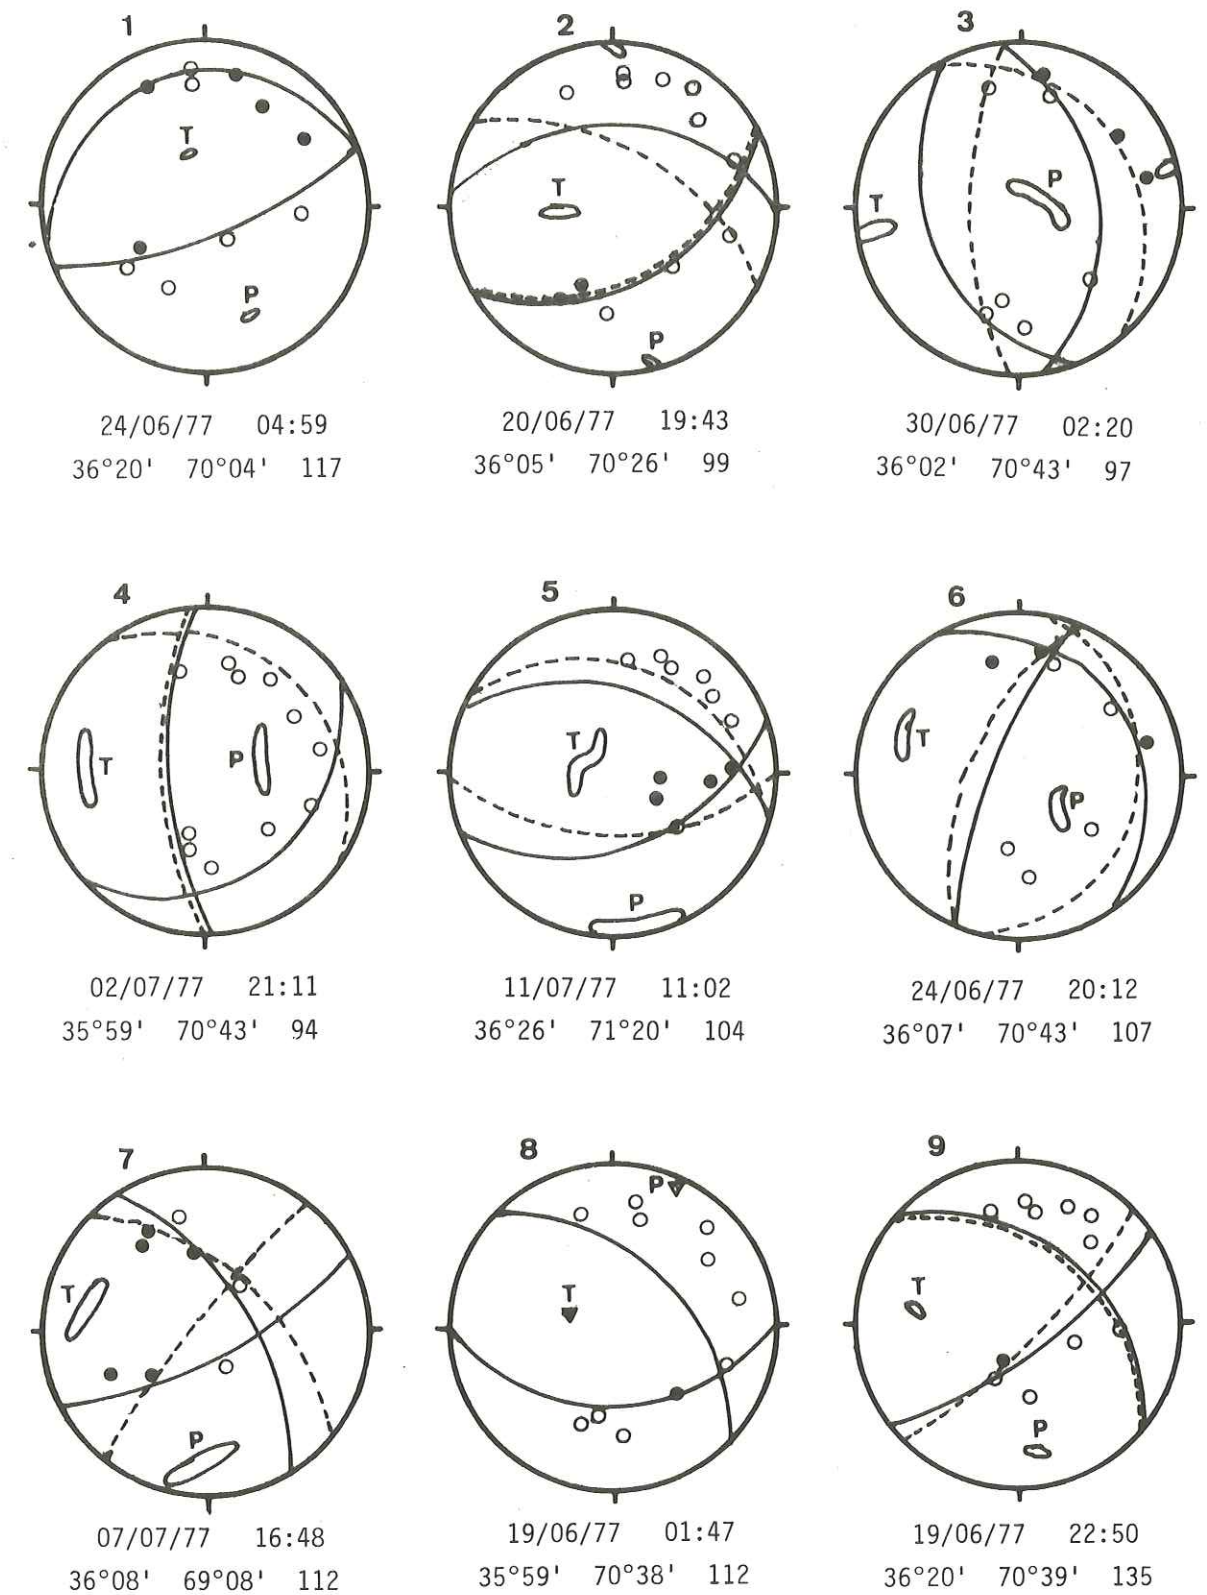 1 2 3
T T P
T
P P
24/06/77 04:59 20/06/77 19:43 30/06/77 02:20
36°20' 70°04' 117 36°05' 70°26' 99 36°02' 70°43' 97
4 5 6
T P T T
P
P
02/07/77 21:11 11/07/77 11:02 24/06/77 20:12
35°59' 70°43' 94 36°26' 71°20' 104 36°07' 70°43' 107
7 8 9
P
T T T
P P
07/07/77 16:48 19/06/77 01:47 19/06/77 22:50
36°08' 69°08' 112 35°59' 70°38' 112 36°20' 70°39' 135